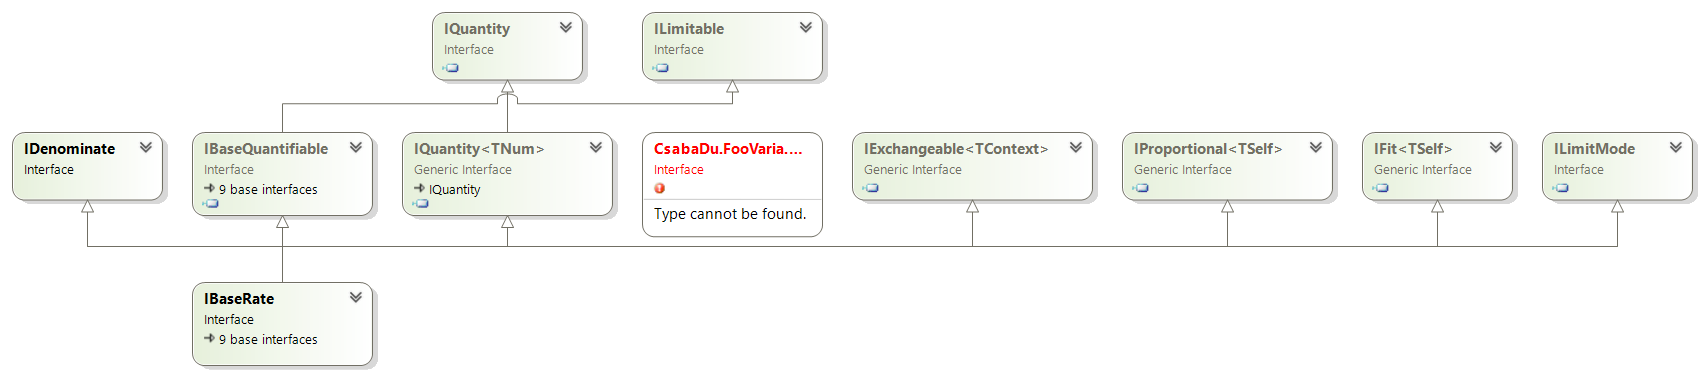 IQuantity
Interface
ILimitable
Interface
IDenominate
Interface
IBaseQuantifiable
Interface
9 base interfaces
IQuantity<TNum>
Generic Interface
IQuantity
CsabaDu.FooVaria....
Interface
Type cannot be found.
IExchangeable<TContext>
Generic Interface
IProportional<TSelf>
Generic Interface
IFit<TSelf>
Generic Interface
ILimitMode
Interface
IBaseRate
Interface
9 base interfaces